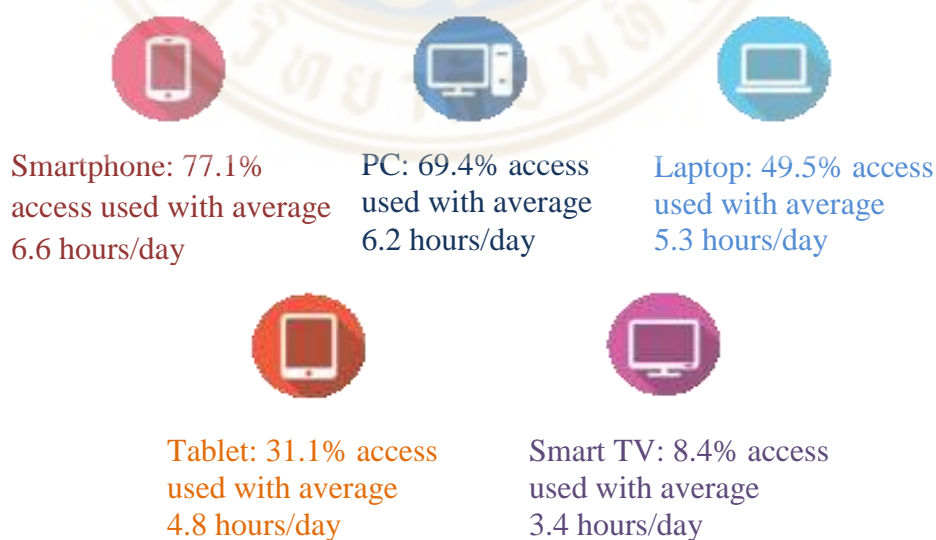 Smartphone: 77.1%
access used with average
6.6 hours/day
PC: 69.4% access
used with average
6.2 hours/day
Laptop: 49.5% access
used with average
5.3 hours/day
Tablet: 31.1% access
used with average
4.8 hours/day
Smart TV: 8.4% access
used with average
3.4 hours/day